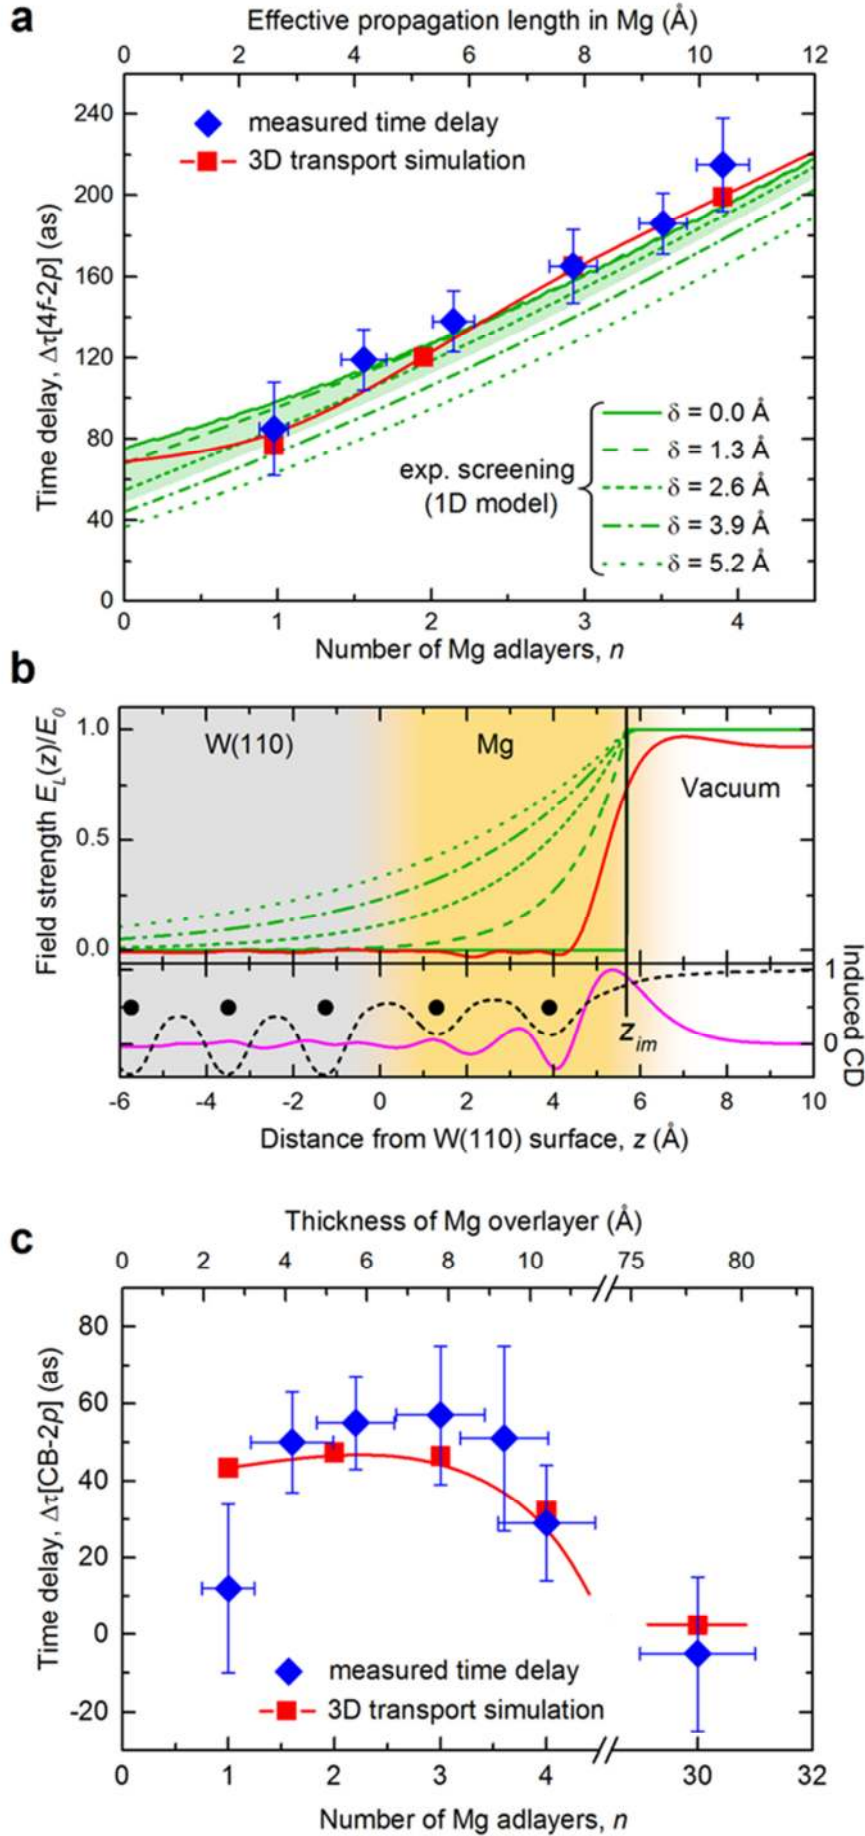 a
Effective propagation length in Mg (Å)
0 2 4 6 8 10 12
measured time delay
3D transport simulation
Time delay, Δτ[4f-2p] (as)
240
200
160
120
80
40
0
exp. screening
(1D model)
δ = 0.0 Å
δ = 1.3 Å
δ = 2.6 Å
δ = 3.9 Å
δ = 5.2 Å
0 1 2 3 4
Number of Mg adlayers, n
b
Field strength E_L(z)/E_0
1.0
0.5
0.0
W(110)
Mg
Vacuum
Induced CD
1
0
z_im
-6 -4 -2 0 2 4 6 8 10
Distance from W(110) surface, z (Å)
c
Thickness of Mg overlayer (Å)
0 2 4 6 8 10 75 80
Time delay, Δτ[CB-2p] (as)
80
60
40
20
0
-20
measured time delay
3D transport simulation
0 1 2 3 4 30 32
Number of Mg adlayers, n